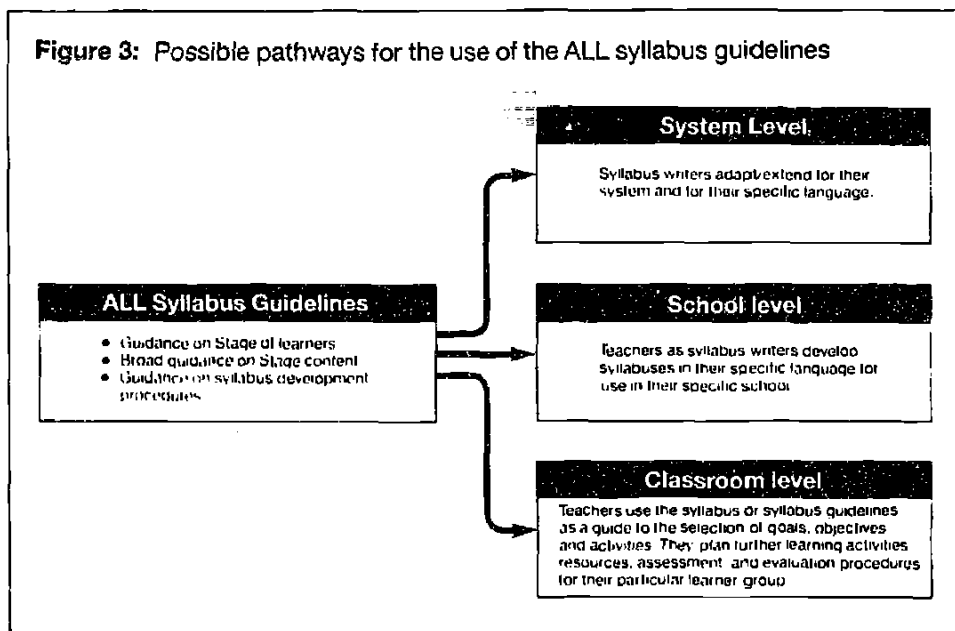 Figure 3: Possible pathways for the use of the ALL syllabus guidelines
System Level
Syllabus writers adapt/extend for their
system and for their specific language.
ALL Syllabus Guidelines
• Guidance on Stage of learners
• Broad guidance on Stage content
• Guidance on syllabus development
procedures
School level
Teachers as syllabus writers develop
syllabuses in their specific language for
use in their specific school
Classroom level
Teachers use the syllabus or syllabus guidelines
as a guide to the selection of goals, objectives
and activities. They plan further learning activities
resources, assessment and evaluation procedures
for their particular learner group